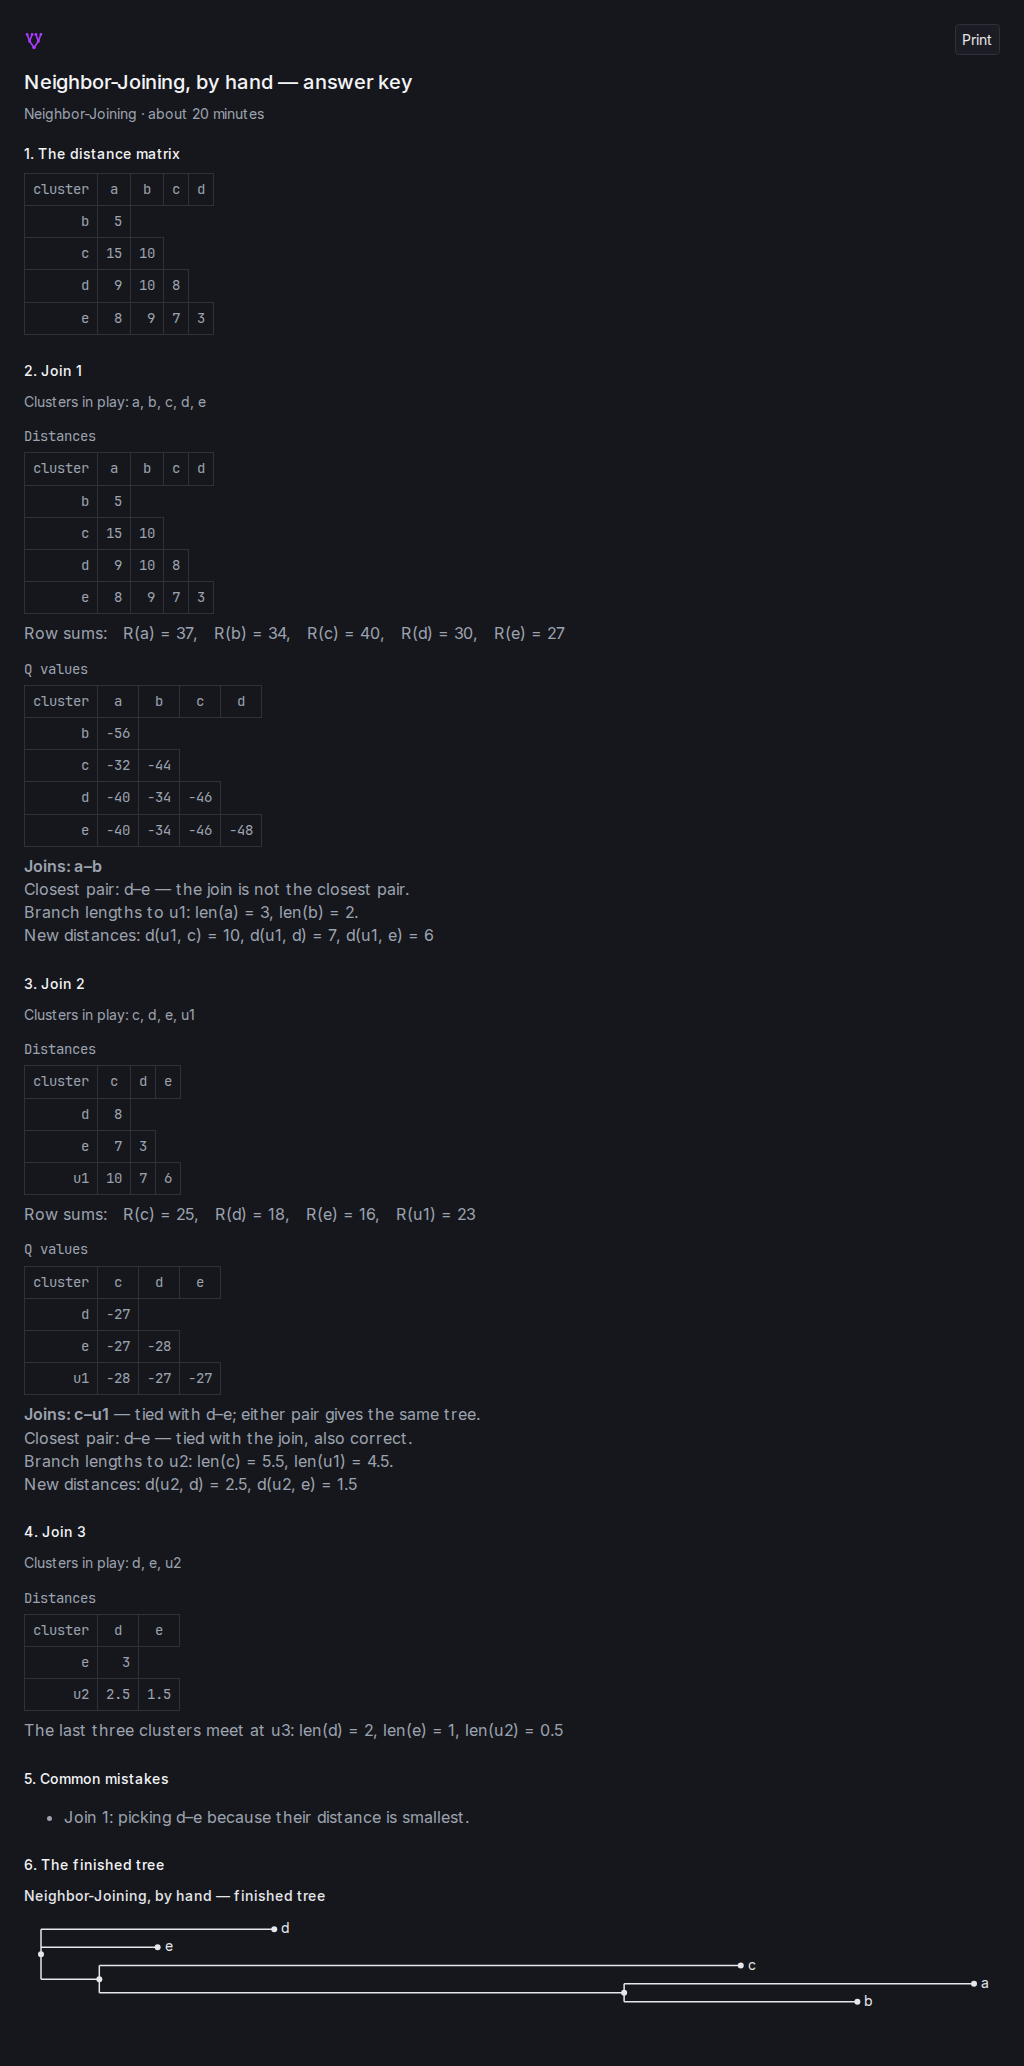 Print
Neighbor-Joining, by hand — answer key
Neighbor-Joining · about 20 minutes
1. The distance matrix
cluster a b c d
b 5
c 15 10
d 9 10 8
e 8 9 7 3
2. Join 1
Clusters in play: a, b, c, d, e
Distances
cluster a b c d
b 5
c 15 10
d 9 10 8
e 8 9 7 3
Row sums: R(a) = 37, R(b) = 34, R(c) = 40, R(d) = 30, R(e) = 27
Q values
cluster a b c d
b -56
c -32 -44
d -40 -34 -46
e -40 -34 -46 -48
Joins: a–b
Closest pair: d–e — the join is not the closest pair.
Branch lengths to u1: len(a) = 3, len(b) = 2.
New distances: d(u1, c) = 10, d(u1, d) = 7, d(u1, e) = 6
3. Join 2
Clusters in play: c, d, e, u1
Distances
cluster c d e
d 8
e 7 3
u1 10 7 6
Row sums: R(c) = 25, R(d) = 18, R(e) = 16, R(u1) = 23
Q values
cluster c d e
d -27
e -27 -28
u1 -28 -27 -27
Joins: c–u1 — tied with d–e; either pair gives the same tree.
Closest pair: d–e — tied with the join, also correct.
Branch lengths to u2: len(c) = 5.5, len(u1) = 4.5.
New distances: d(u2, d) = 2.5, d(u2, e) = 1.5
4. Join 3
Clusters in play: d, e, u2
Distances
cluster d e
e 3
u2 2.5 1.5
The last three clusters meet at u3: len(d) = 2, len(e) = 1, len(u2) = 0.5
5. Common mistakes
• Join 1: picking d–e because their distance is smallest.
6. The finished tree
Neighbor-Joining, by hand — finished tree
d
e
c
a
b